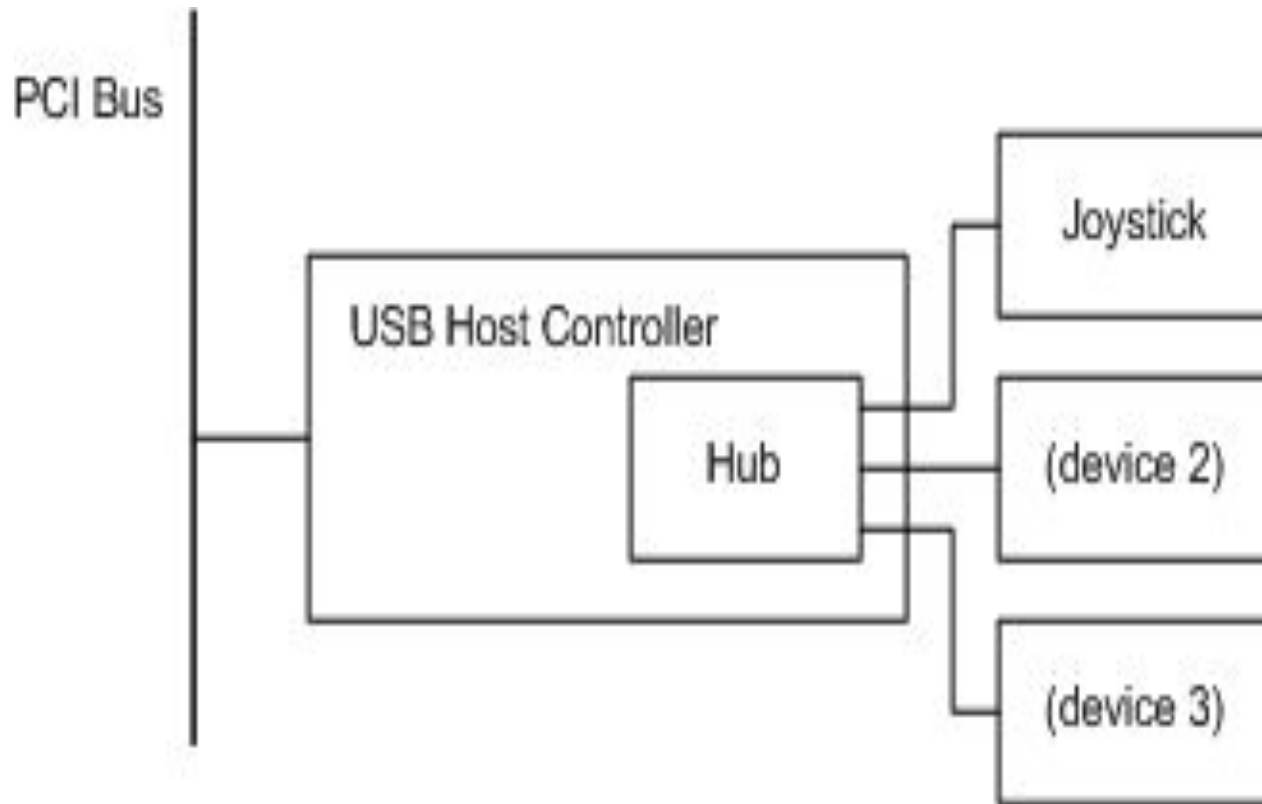 PCI Bus
Joystick
USB Host Controller
Hub
(device 2)
(device 3)